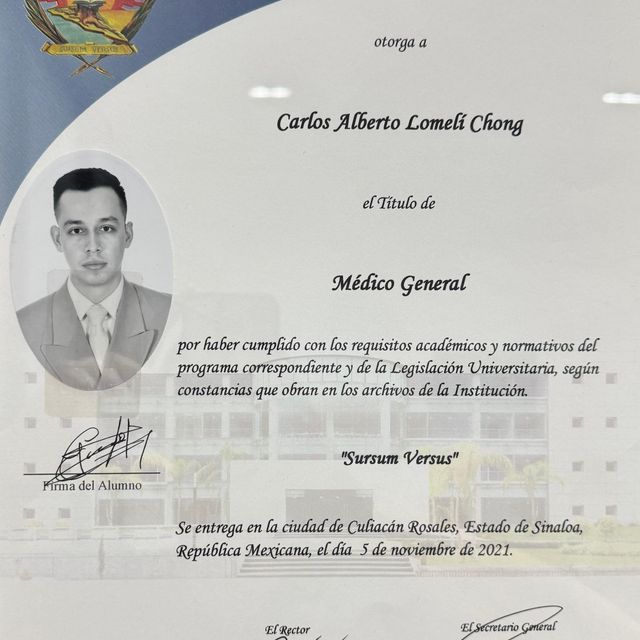 SURSUM VERSUS
otorga a
Carlos Alberto Lomelí Chong
el Título de
Médico General
por haber cumplido con los requisitos académicos y normativos del
programa correspondiente y de la Legislación Universitaria, según
constancias que obran en los archivos de la Institución.
"Sursum Versus"
Firma del Alumno
Se entrega en la ciudad de Culiacán Rosales, Estado de Sinaloa,
República Mexicana, el día 5 de noviembre de 2021.
El Rector
El Secretario General